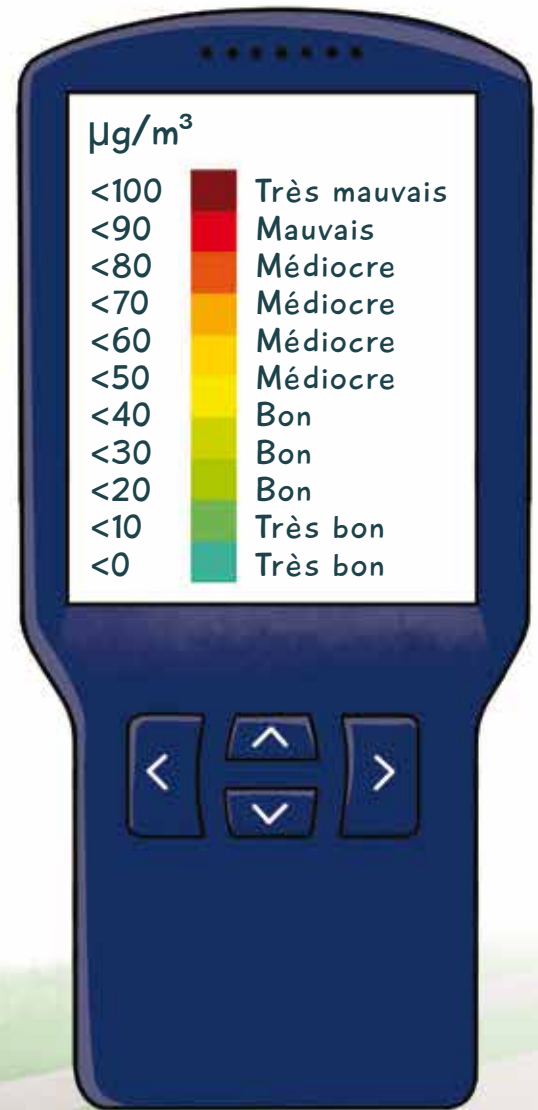 µg/m³
<100 Très mauvais
<90 Mauvais
<80 Médiocre
<70 Médiocre
<60 Médiocre
<50 Médiocre
<40 Bon
<30 Bon
<20 Bon
<10 Très bon
<0 Très bon